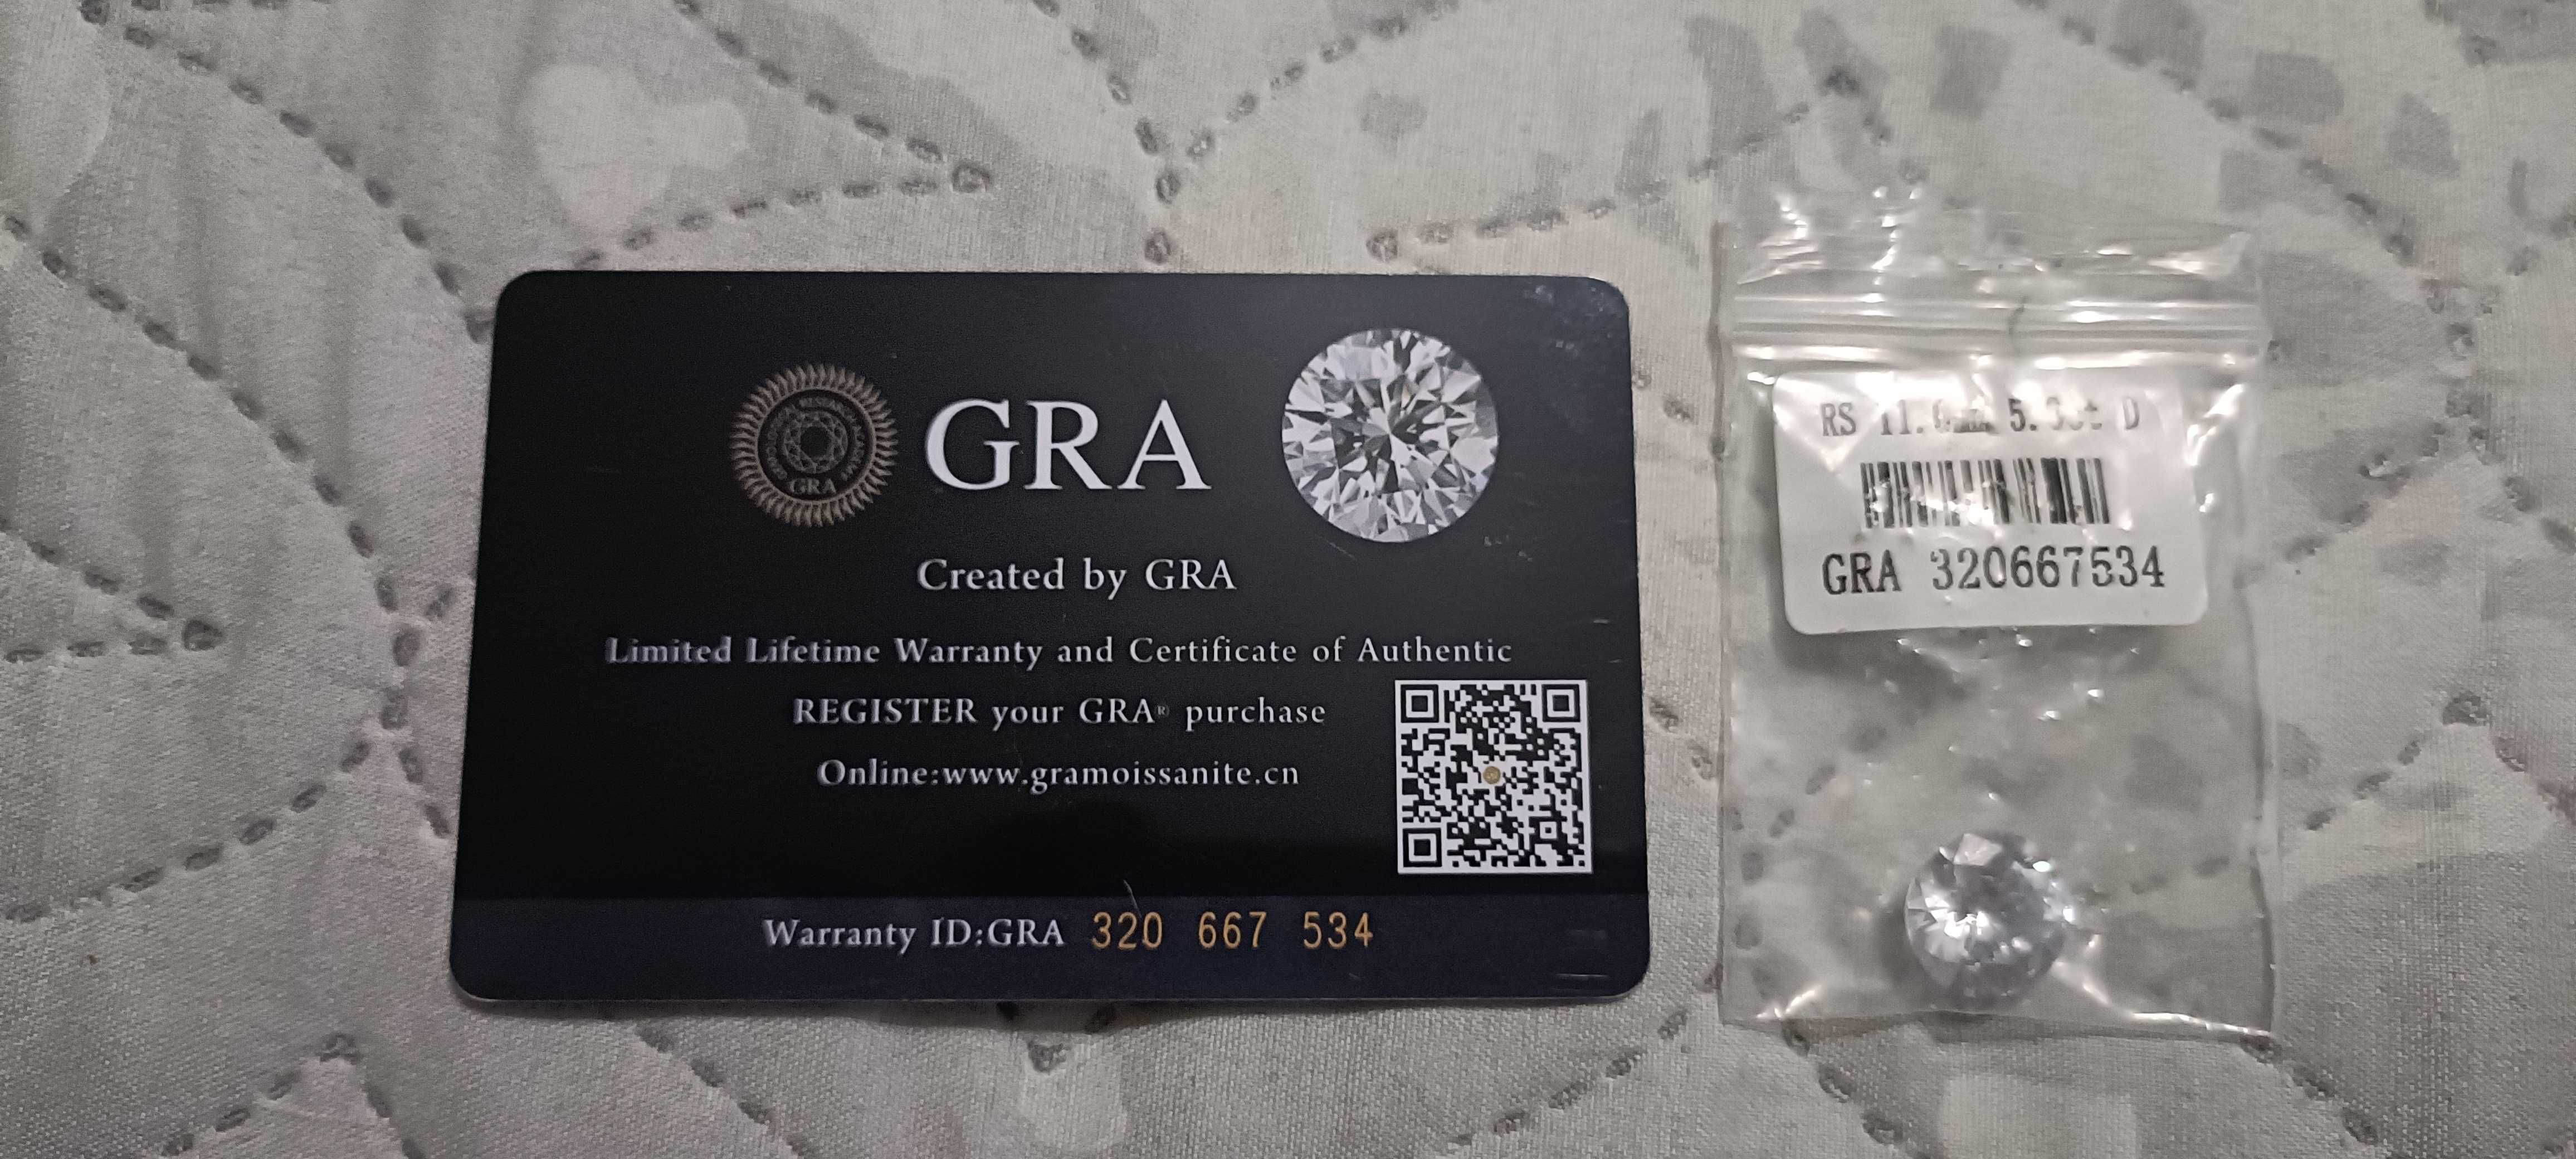 GRA
GRA
Created by GRA
Limited Lifetime Warranty and Certificate of Authentic
REGISTER your GRA® purchase
Online:www.gramoissanite.cn
Warranty ID:GRA 320 667 534
RS D
GRA 320667534